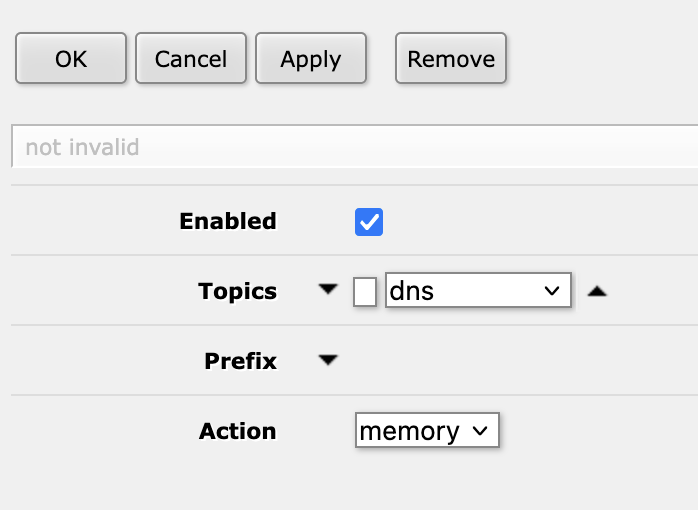 OK Cancel Apply Remove
not invalid
Enabled
Topics dns
Prefix
Action memory